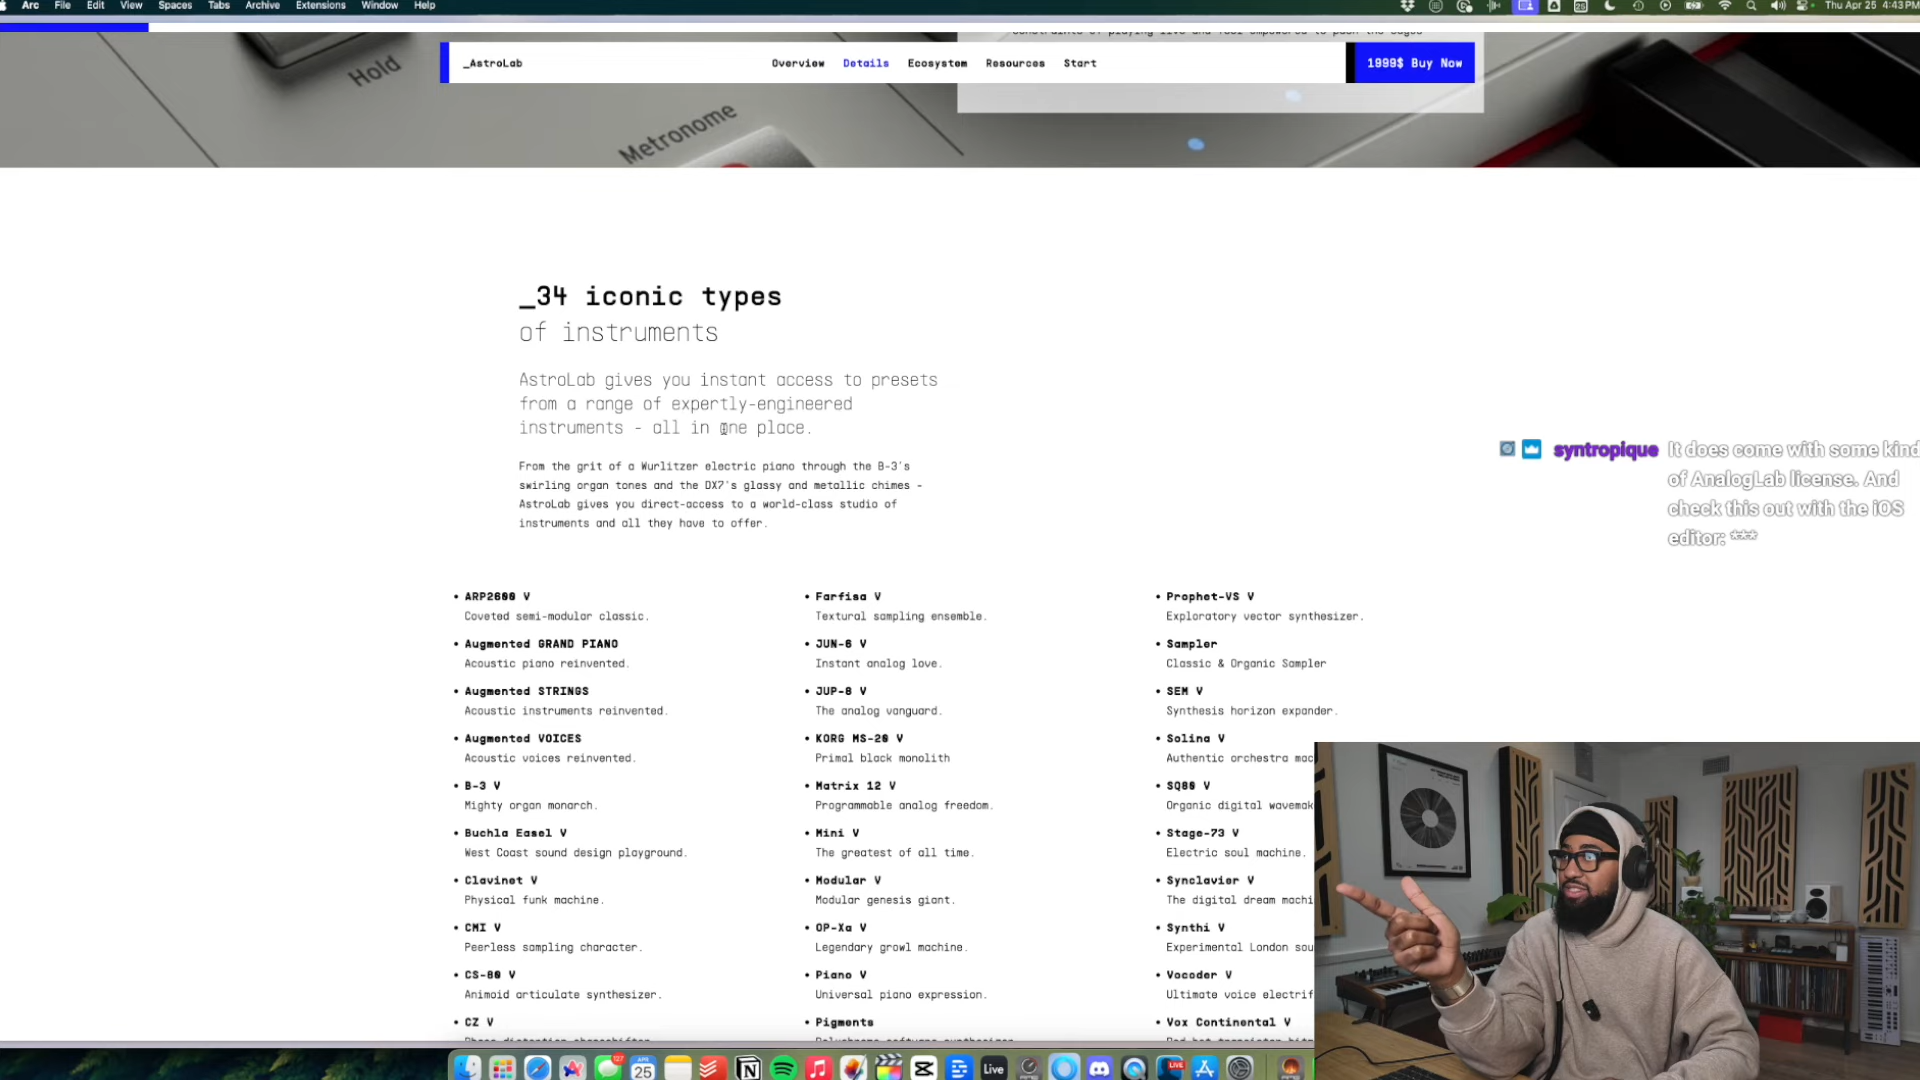 Arc File Edit View Spaces Tabs Archive Extensions Window Help
Thu Apr 25 4:43 PM
Hold
Metronome
_AstroLab Overview Details Ecosystem Resources Start 1999$ Buy Now
_34 iconic types
of instruments
AstroLab gives you instant access to presets
from a range of expertly-engineered
instruments - all in one place.
From the grit of a Wurlitzer electric piano through the B-3's
swirling organ tones and the DX7's glassy and metallic chimes -
AstroLab gives you direct-access to a world-class studio of
instruments and all they have to offer.
syntropique It does come with some kind
of AnalogLab license. And
check this out with the iOS
editor: ***
• ARP2600 V
Coveted semi-modular classic.
• Augmented GRAND PIANO
Acoustic piano reinvented.
• Augmented STRINGS
Acoustic instruments reinvented.
• Augmented VOICES
Acoustic voices reinvented.
• B-3 V
Mighty organ monarch.
• Buchla Easel V
West Coast sound design playground.
• Clavinet V
Physical funk machine.
• CMI V
Peerless sampling character.
• CS-80 V
Animoid articulate synthesizer.
• CZ V
• Farfisa V
Textural sampling ensemble.
• JUN-6 V
Instant analog love.
• JUP-8 V
The analog vanguard.
• KORG MS-20 V
Primal black monolith
• Matrix 12 V
Programmable analog freedom.
• Mini V
The greatest of all time.
• Modular V
Modular genesis giant.
• OP-Xa V
Legendary growl machine.
• Piano V
Universal piano expression.
• Pigments
• Prophet-VS V
Exploratory vector synthesizer.
• Sampler
Classic & Organic Sampler
• SEM V
Synthesis horizon expander.
• Solina V
Authentic orchestra mac
• SQ80 V
Organic digital wavemak
• Stage-73 V
Electric soul machine.
• Synclavier V
The digital dream machi
• Synthi V
Experimental London sou
• Vocoder V
Ultimate voice electrif
• Vox Continental V
127
APR
25
Live
LIVE